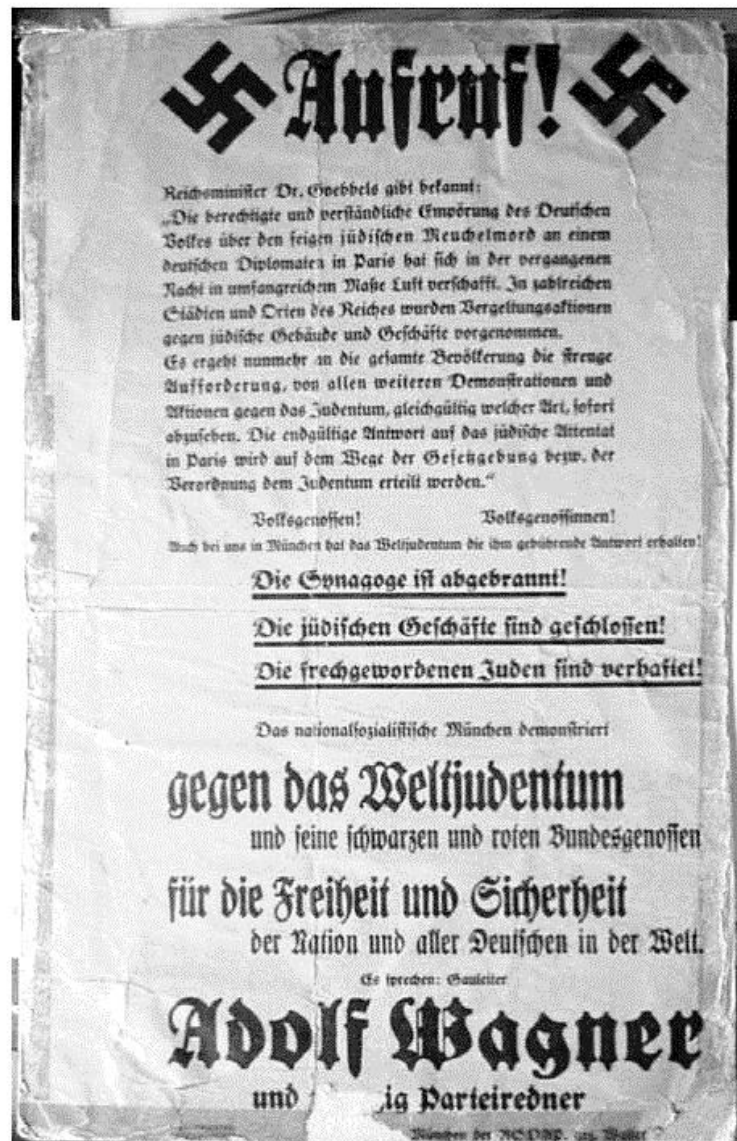 Aufruf!
Reichsminister Dr. Goebbels gibt bekannt:
„Die berechtigte und verständliche Empörung des Deutschen
Volkes über den feigen jüdischen Meuchelmord an einem
deutschen Diplomaten in Paris hat sich in der vergangenen
Nacht in umfangreichem Maße Luft verschafft. In zahlreichen
Städten und Orten des Reiches wurden Vergeltungsaktionen
gegen jüdische Gebäude und Geschäfte vorgenommen.
Es ergeht nunmehr an die gesamte Bevölkerung die strenge
Aufforderung, von allen weiteren Demonstrationen und
Aktionen gegen das Judentum, gleichgültig welcher Art, sofort
abzusehen. Die endgültige Antwort auf das jüdische Attentat
in Paris wird auf dem Wege der Gesetzgebung bezw. der
Verordnung dem Judentum erteilt werden.“
Volksgenossen! Volksgenossinnen!
Auch bei uns in München hat das Weltjudentum die ihm gebührende Antwort erhalten!
Die Synagoge ist abgebrannt!
Die jüdischen Geschäfte sind geschlossen!
Die frechgewordenen Juden sind verhaftet!
Das nationalsozialistische München demonstriert
gegen das Weltjudentum
und seine schwarzen und roten Bundesgenossen
für die Freiheit und Sicherheit
der Nation und aller Deutschen in der Welt.
Es sprechen: Gauleiter
Adolf Wagner
und ig Parteiredner
München der NSDAP.